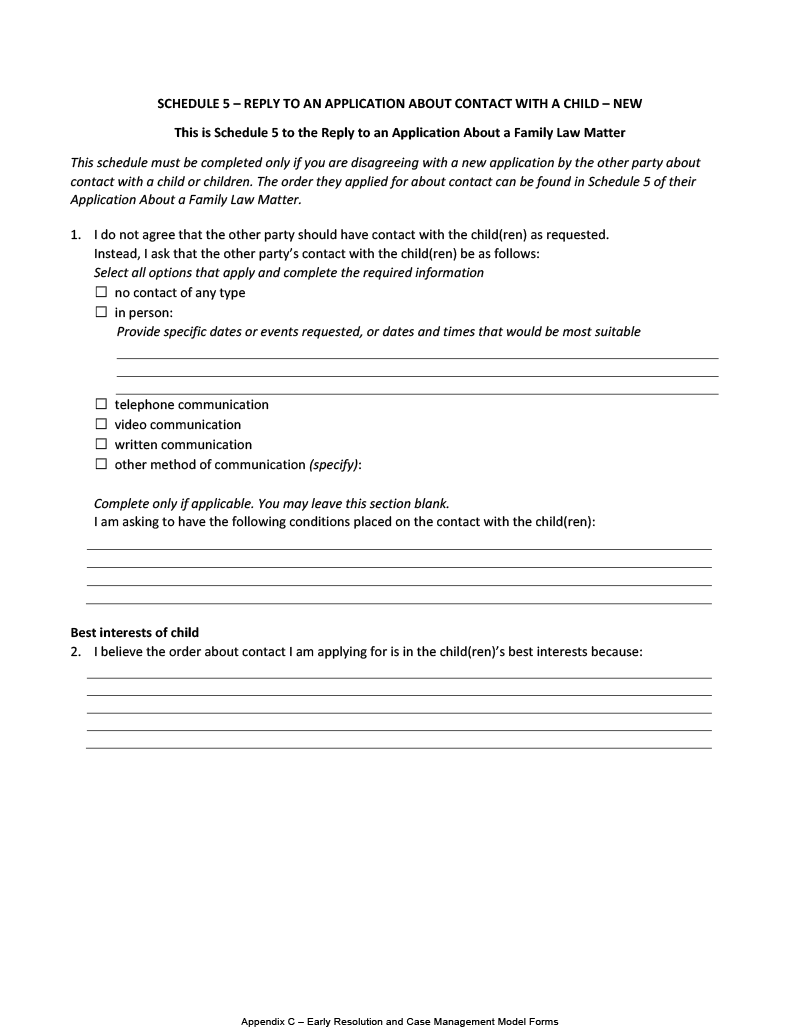 SCHEDULE 5 – REPLY TO AN APPLICATION ABOUT CONTACT WITH A CHILD – NEW
This is Schedule 5 to the Reply to an Application About a Family Law Matter
This schedule must be completed only if you are disagreeing with a new application by the other party about
contact with a child or children. The order they applied for about contact can be found in Schedule 5 of their
Application About a Family Law Matter.
1. I do not agree that the other party should have contact with the child(ren) as requested.
Instead, I ask that the other party’s contact with the child(ren) be as follows:
Select all options that apply and complete the required information
☐ no contact of any type
☐ in person:
Provide specific dates or events requested, or dates and times that would be most suitable
☐ telephone communication
☐ video communication
☐ written communication
☐ other method of communication (specify):
Complete only if applicable. You may leave this section blank.
I am asking to have the following conditions placed on the contact with the child(ren):
Best interests of child
2. I believe the order about contact I am applying for is in the child(ren)’s best interests because:
Appendix C – Early Resolution and Case Management Model Forms